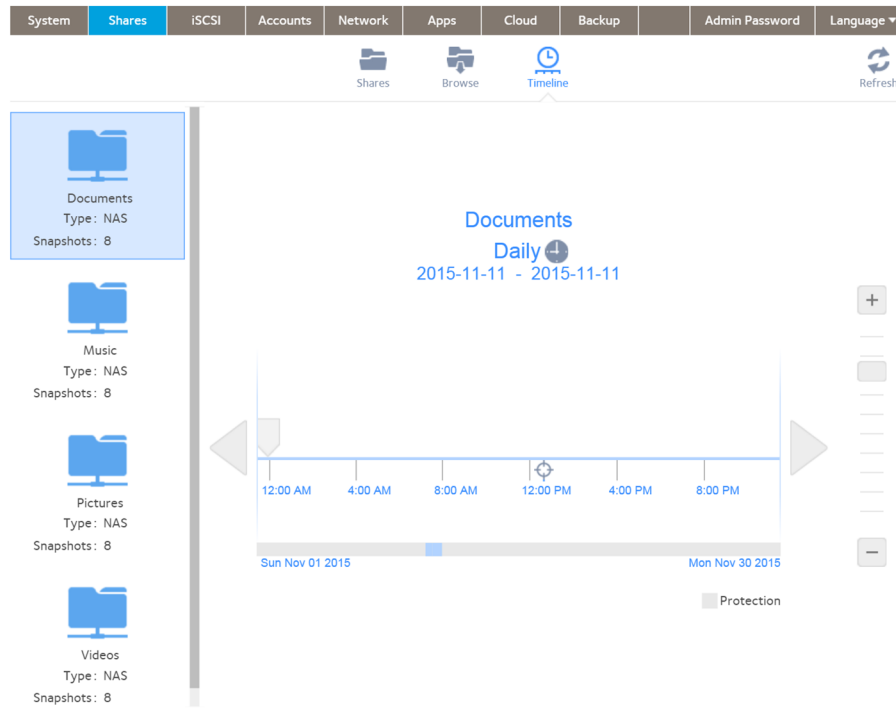 System Shares iSCSI Accounts Network Apps Cloud Backup Admin Password Language
Shares Browse Timeline Refresh
Documents
Type: NAS
Snapshots: 8
Music
Type: NAS
Snapshots: 8
Pictures
Type: NAS
Snapshots: 8
Videos
Type: NAS
Snapshots: 8
Documents
Daily
2015-11-11 - 2015-11-11
12:00 AM 4:00 AM 8:00 AM 12:00 PM 4:00 PM 8:00 PM
Sun Nov 01 2015 Mon Nov 30 2015
Protection